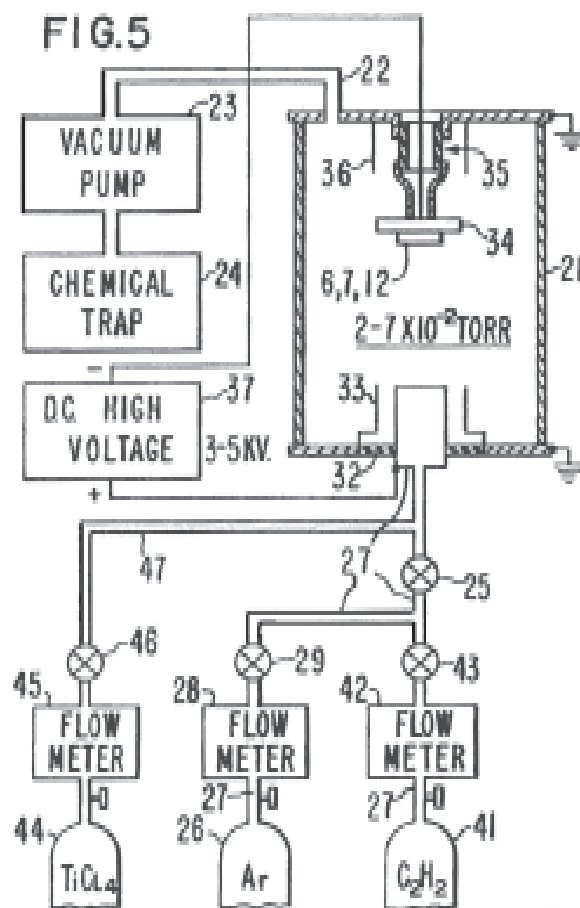 FIG.5
22
23
VACUUM
PUMP
36
35
34
24
CHEMICAL
TRAP
21
6,7,12
2-7X10⁻² TORR
-
37
33
D.C. HIGH
VOLTAGE
3-5KV.
32
+
27
47
25
46
29
43
45
28
42
FLOW
METER
FLOW
METER
FLOW
METER
27
27
44
26
41
TiCL4
Ar
C2H2